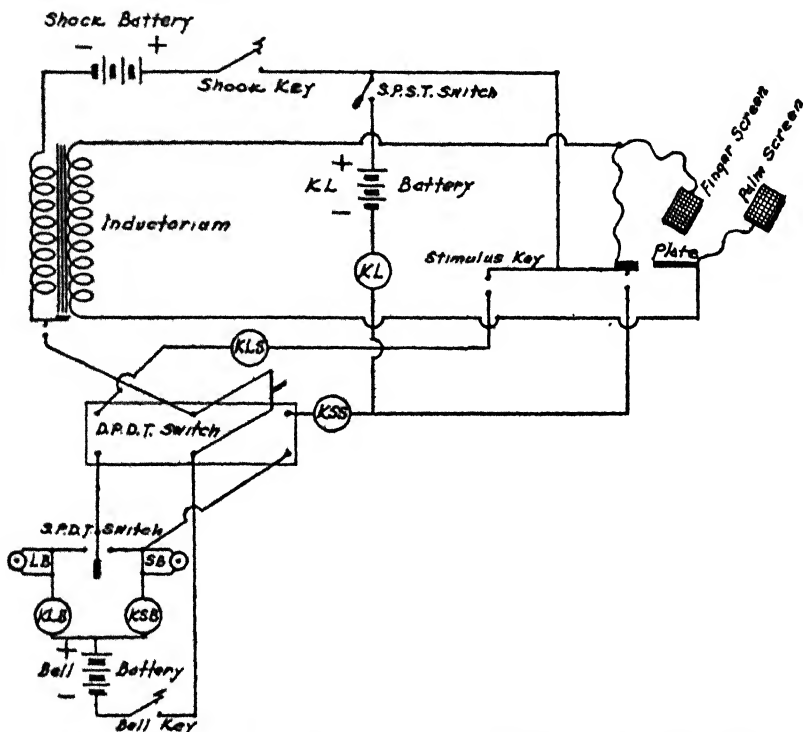 Shock Battery
- +
Shock Key
S.P.S.T. Switch
Finger Screen
Palm Screen
+
KL Battery
-
Inductorium
KL
Stimulus Key
Plate
KLS
D.P.D.T. Switch
KSS
S.P.D.T. Switch
LB
SB
KLB
KSB
+
Bell Battery
-
Bell Key